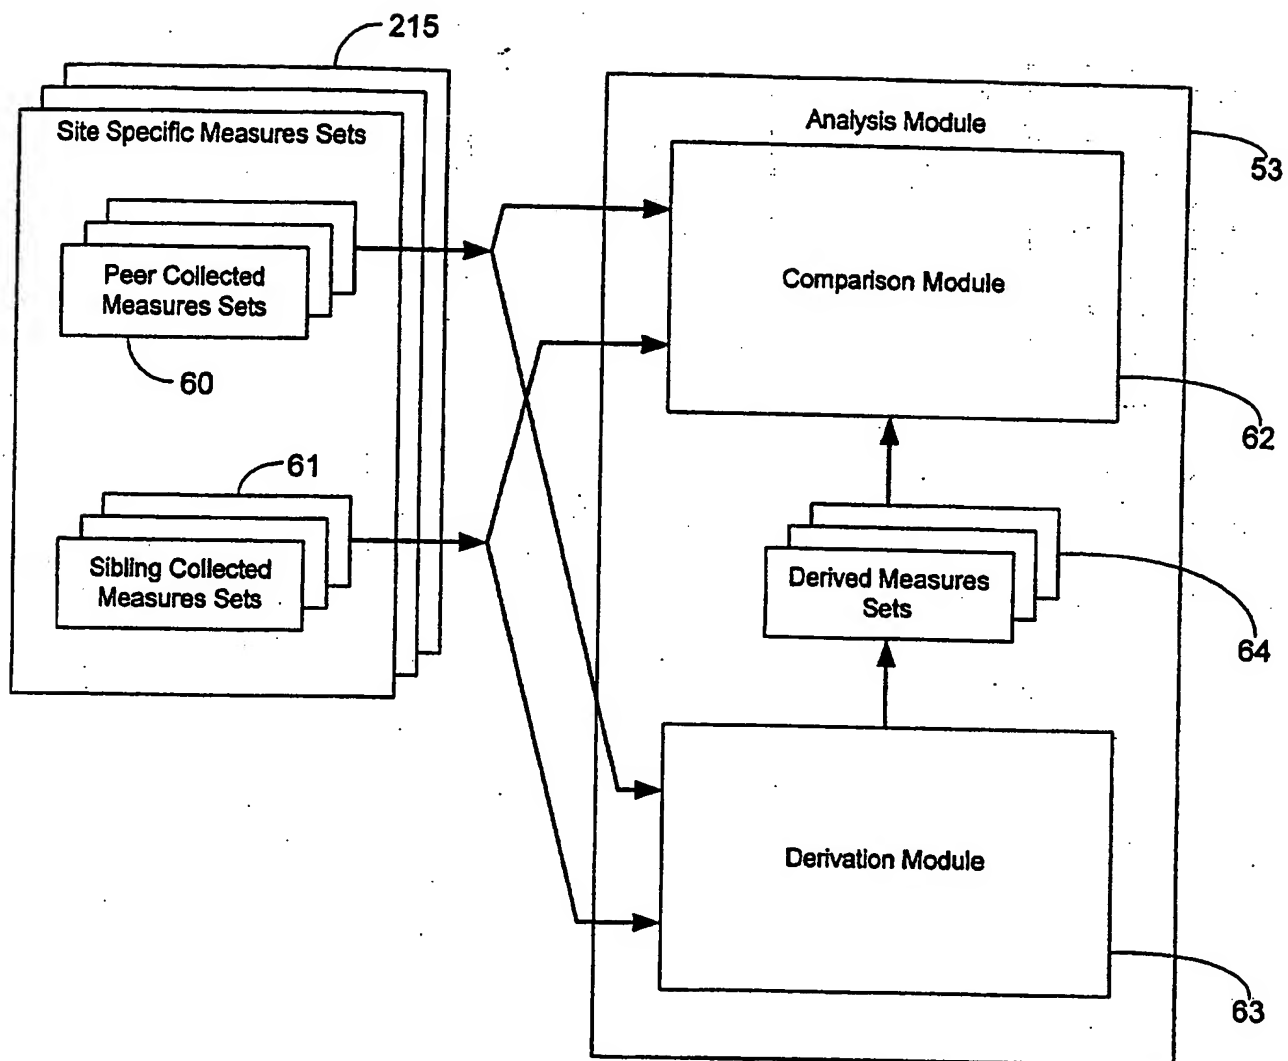 215
Site Specific Measures Sets
Peer Collected
Measures Sets
60
61
Sibling Collected
Measures Sets
Analysis Module
53
Comparison Module
62
Derived Measures
Sets
64
Derivation Module
63